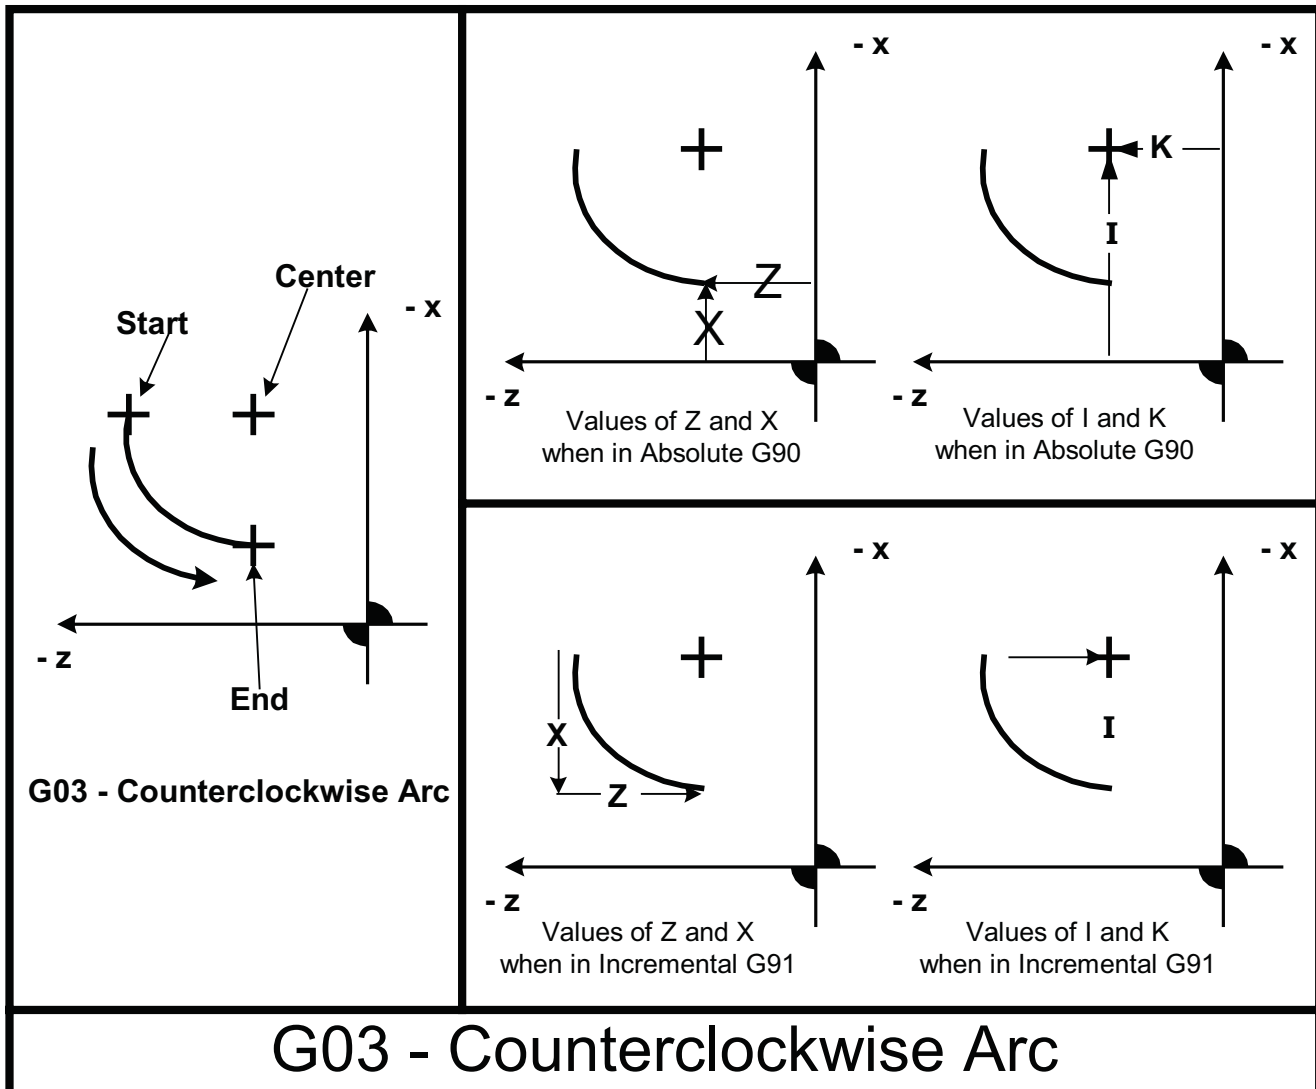 Center
Start
- x
- z
End
G03 - Counterclockwise Arc
- x
Z
X
- z
Values of Z and X
when in Absolute G90
- x
K
I
- z
Values of I and K
when in Absolute G90
- x
X
Z
- z
Values of Z and X
when in Incremental G91
- x
I
- z
Values of I and K
when in Incremental G91
G03 - Counterclockwise Arc